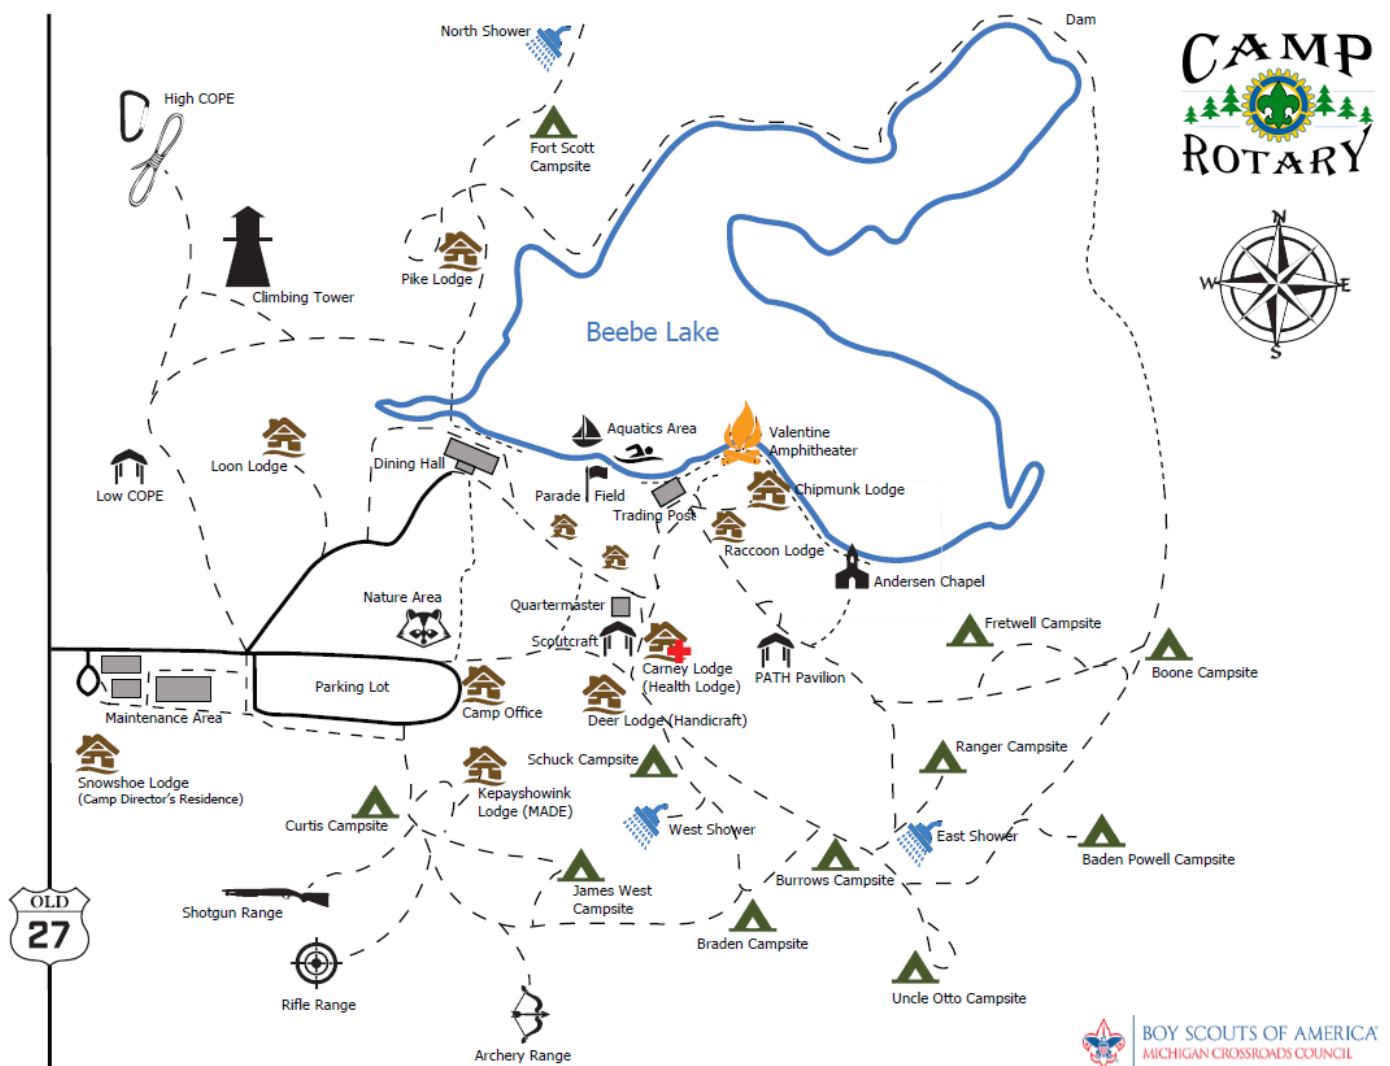 North Shower
Dam
CAMP
ROTARY
High COPE
Fort Scott
Campsite
N
W
E
S
Pike Lodge
Climbing Tower
Beebe Lake
Aquatics Area
Valentine
Amphitheater
Loon Lodge
Dining Hall
Low COPE
Parade Field
Chipmunk Lodge
Trading Post
Raccoon Lodge
Andersen Chapel
Nature Area
Quartermaster
Scoutcraft
Fretwell Campsite
Carney Lodge
(Health Lodge)
PATH Pavilion
Boone Campsite
Parking Lot
Maintenance Area
Camp Office
Deer Lodge (Handicraft)
Ranger Campsite
Schuck Campsite
Snowshoe Lodge
(Camp Director's Residence)
Kepayshowink
Lodge (MADE)
Curtis Campsite
West Shower
East Shower
Baden Powell Campsite
Burrows Campsite
James West
Campsite
Shotgun Range
OLD
27
Braden Campsite
Rifle Range
Uncle Otto Campsite
Archery Range
BOY SCOUTS OF AMERICA
MICHIGAN CROSSROADS COUNCIL